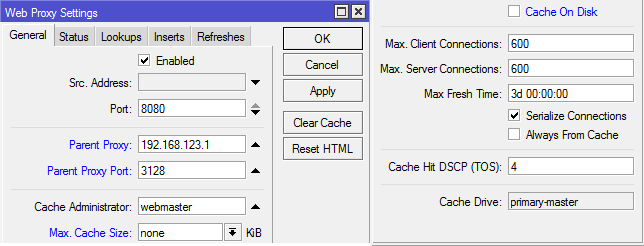 Web Proxy Settings
General Status Lookups Inserts Refreshes
Enabled
Src. Address:
Port: 8080
Parent Proxy: 192.168.123.1
Parent Proxy Port: 3128
Cache Administrator: webmaster
Max. Cache Size: none KiB
OK
Cancel
Apply
Clear Cache
Reset HTML
Cache On Disk
Max. Client Connections: 600
Max. Server Connections: 600
Max Fresh Time: 3d 00:00:00
Serialize Connections
Always From Cache
Cache Hit DSCP (TOS): 4
Cache Drive: primary-master